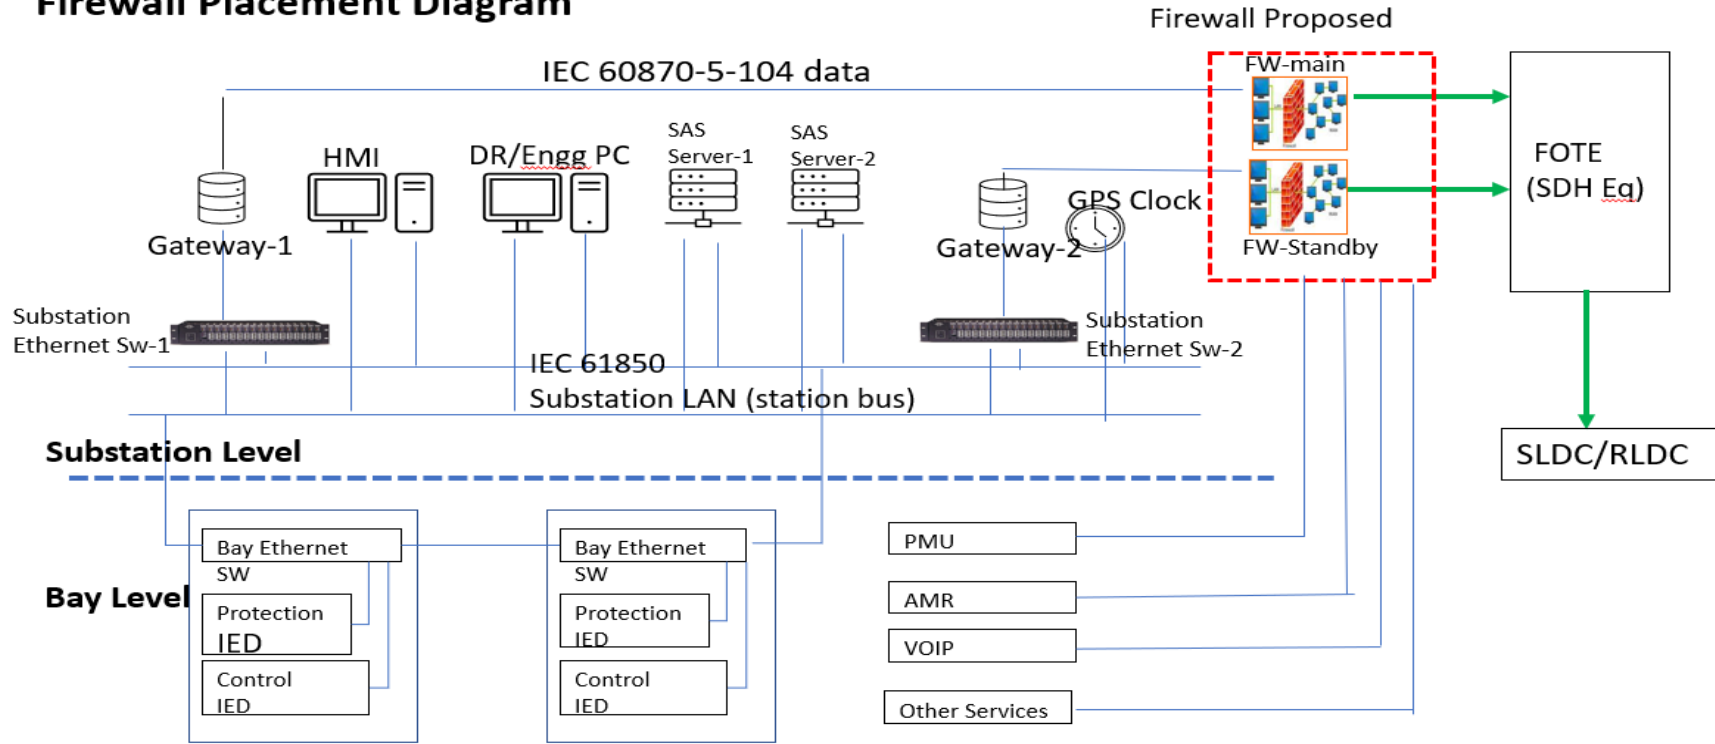 Firewall Placement Diagram
Firewall Proposed
IEC 60870-5-104 data
FW-main
HMI
DR/Engg PC
SAS
Server-1
SAS
Server-2
FOTE
(SDH Eq)
GPS Clock
Gateway-1
Gateway-2
FW-Standby
Substation
Ethernet Sw-1
Substation
Ethernet Sw-2
IEC 61850
Substation LAN (station bus)
Substation Level
SLDC/RLDC
Bay Level
Bay Ethernet
SW
Protection
IED
Control
IED
Bay Ethernet
SW
Protection
IED
Control
IED
PMU
AMR
VOIP
Other Services